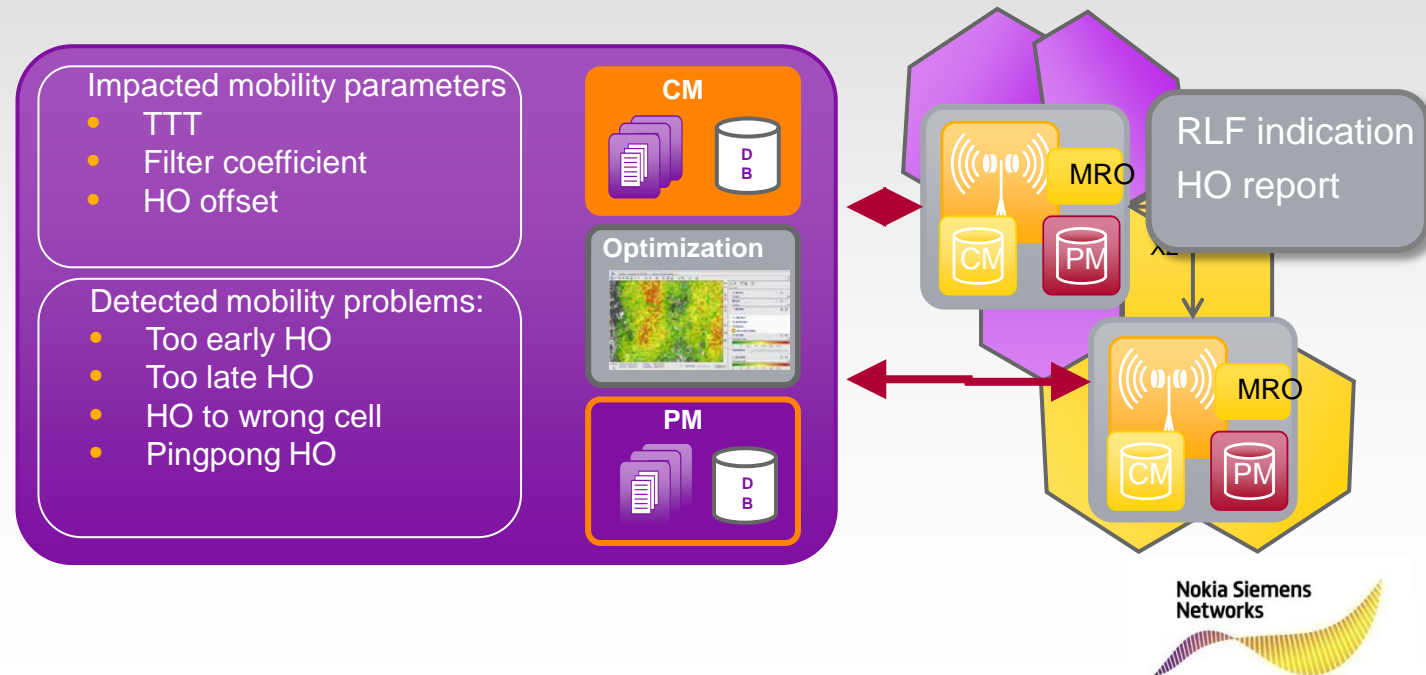 Impacted mobility parameters
• TTT
• Filter coefficient
• HO offset
Detected mobility problems:
• Too early HO
• Too late HO
• HO to wrong cell
• Pingpong HO
CM
D
B
Optimization
PM
D
B
MRO
CM
PM
RLF indication
HO report
X2
MRO
CM
PM
Nokia Siemens
Networks